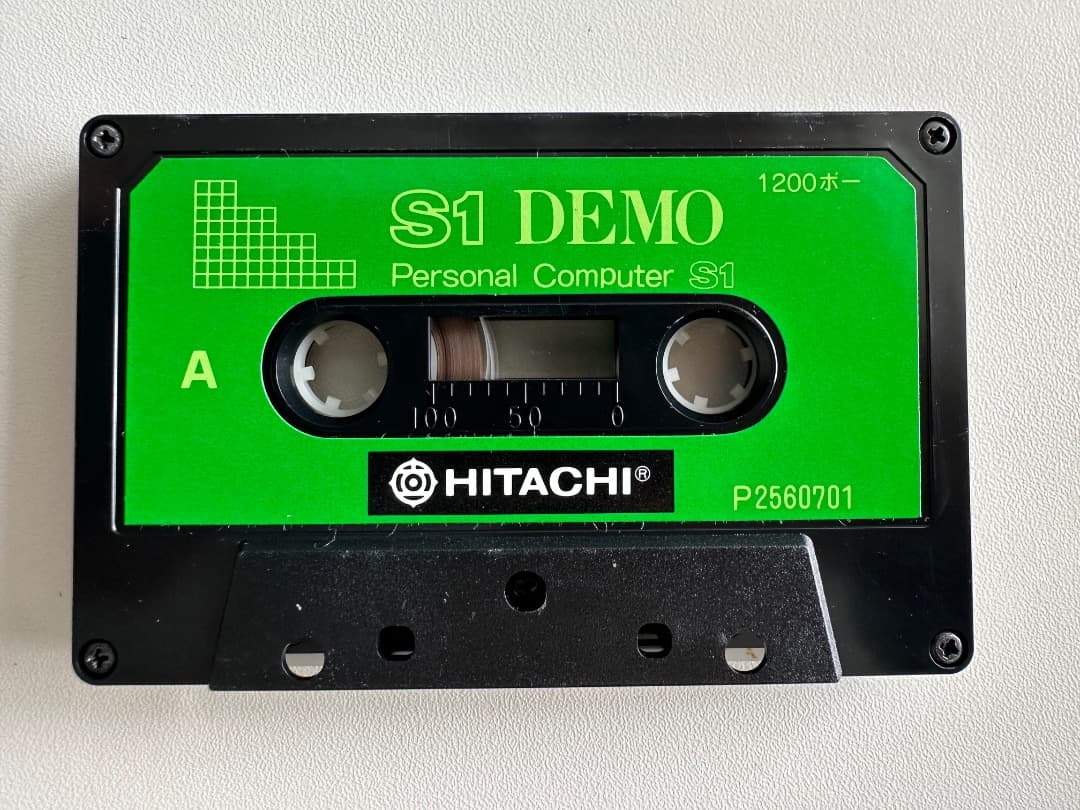 1200ボー
S1 DEMO
Personal Computer S1
A
100 50 0
HITACHI®
P2560701